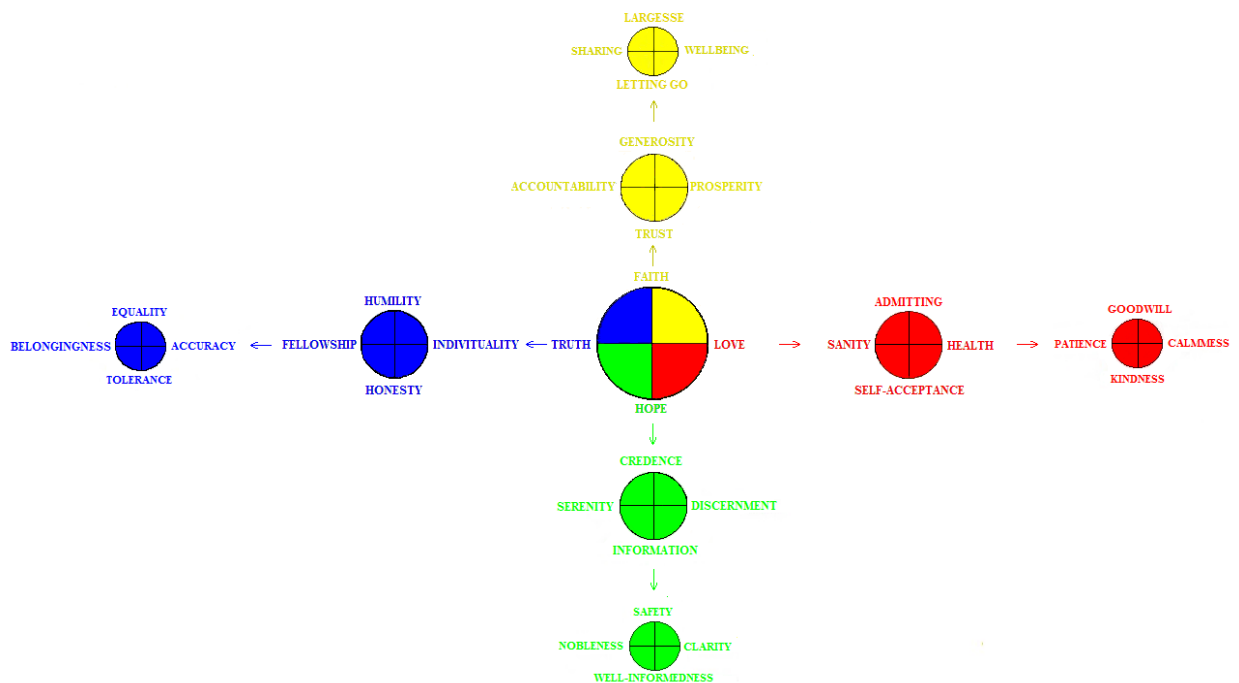 LARGESSE
SHARING WELLBEING
LETTING GO
GENEROSITY
ACCOUNTABILITY PROSPERITY
TRUST
FAITH
EQUALITY HUMILITY ADMITTING GOODWILL
BELONGINGNESS ACCURACY FELLOWSHIP INDIVITUALITY TRUTH LOVE SANITY HEALTH PATIENCE CALMMESS
TOLERANCE HONESTY SELF-ACCEPTANCE KINDNESS
HOPE
CREDENCE
SERENITY DISCERNMENT
INFORMATION
SAFETY
NOBLENESS CLARITY
WELL-INFORMEDNESS